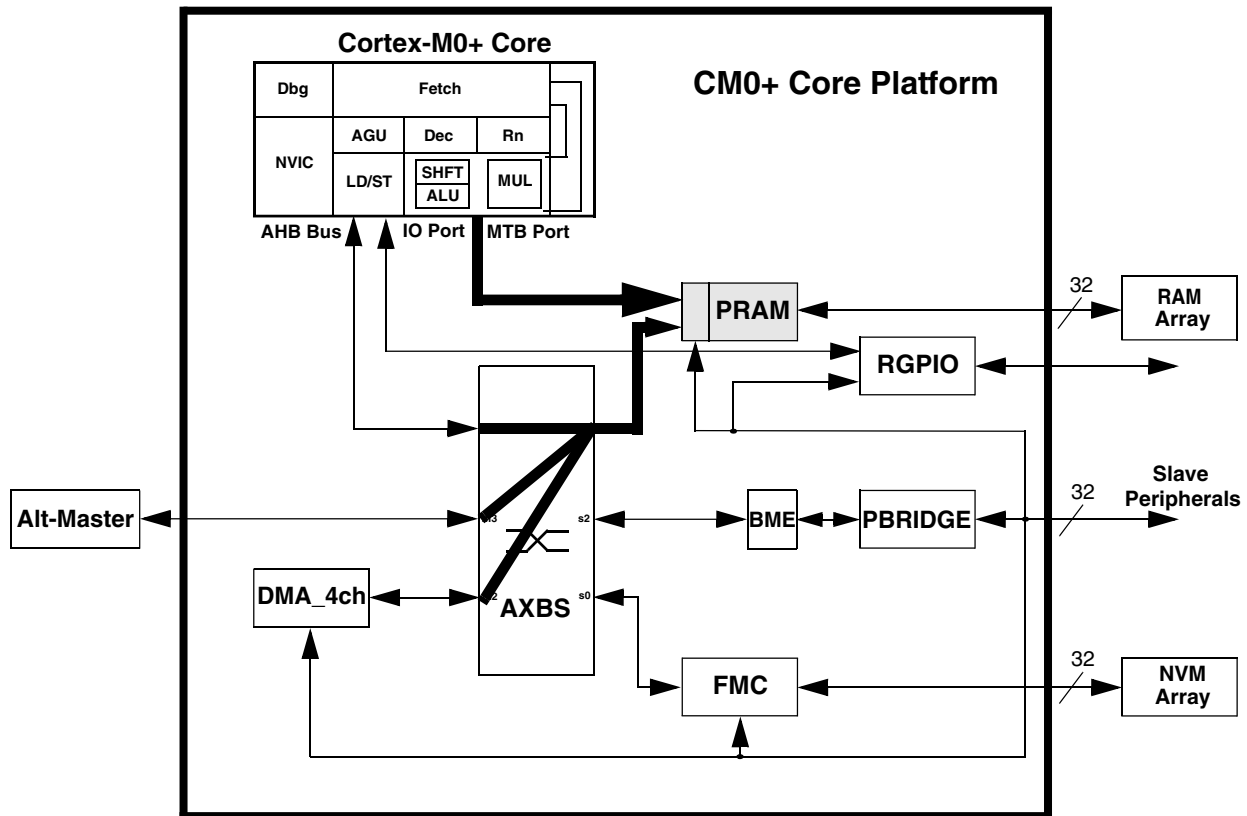 Cortex-M0+ Core
CM0+ Core Platform
Dbg
Fetch
AGU
Dec
Rn
NVIC
LD/ST
SHFT
ALU
MUL
AHB Bus
IO Port
MTB Port
PRAM
32
RAM
Array
RGPIO
Alt-Master
s2
BME
PBRIDGE
32
Slave
Peripherals
DMA_4ch
AXBS
s0
FMC
32
NVM
Array